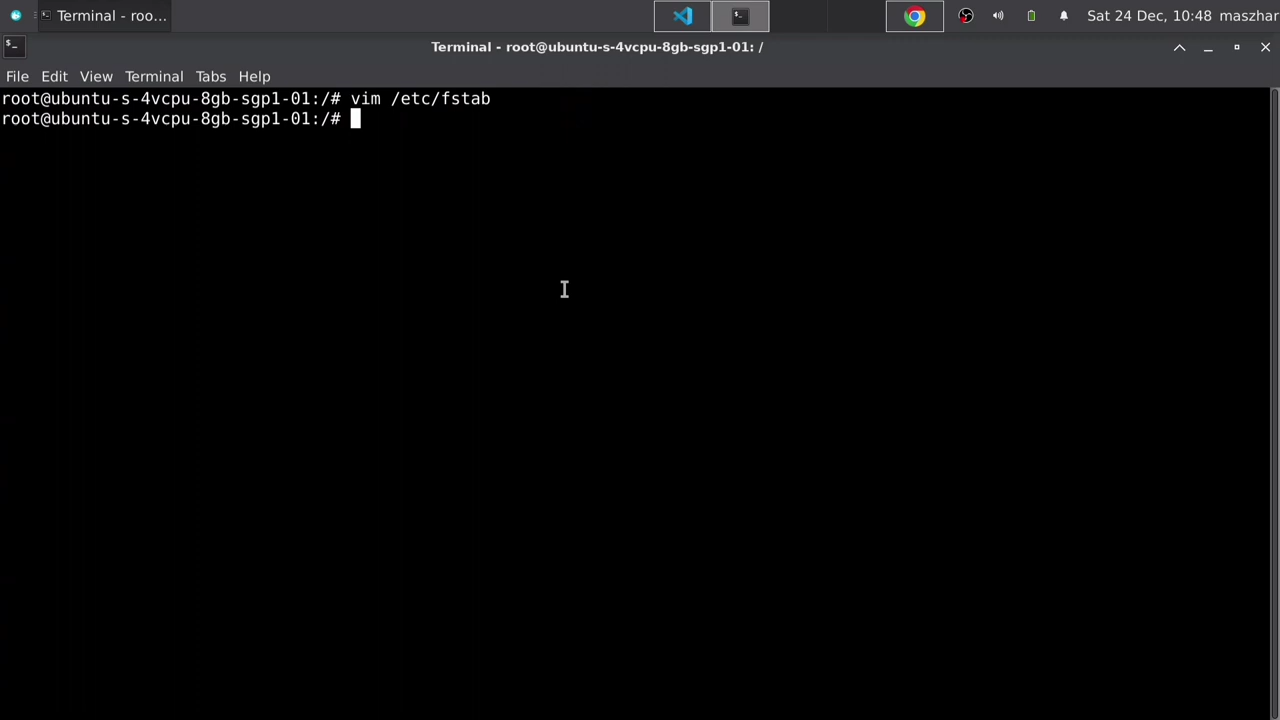 Terminal - roo...
Sat 24 Dec, 10:48 maszhar
Terminal - root@ubuntu-s-4vcpu-8gb-sgp1-01: /
File Edit View Terminal Tabs Help
root@ubuntu-s-4vcpu-8gb-sgp1-01:/# vim /etc/fstab
root@ubuntu-s-4vcpu-8gb-sgp1-01:/#